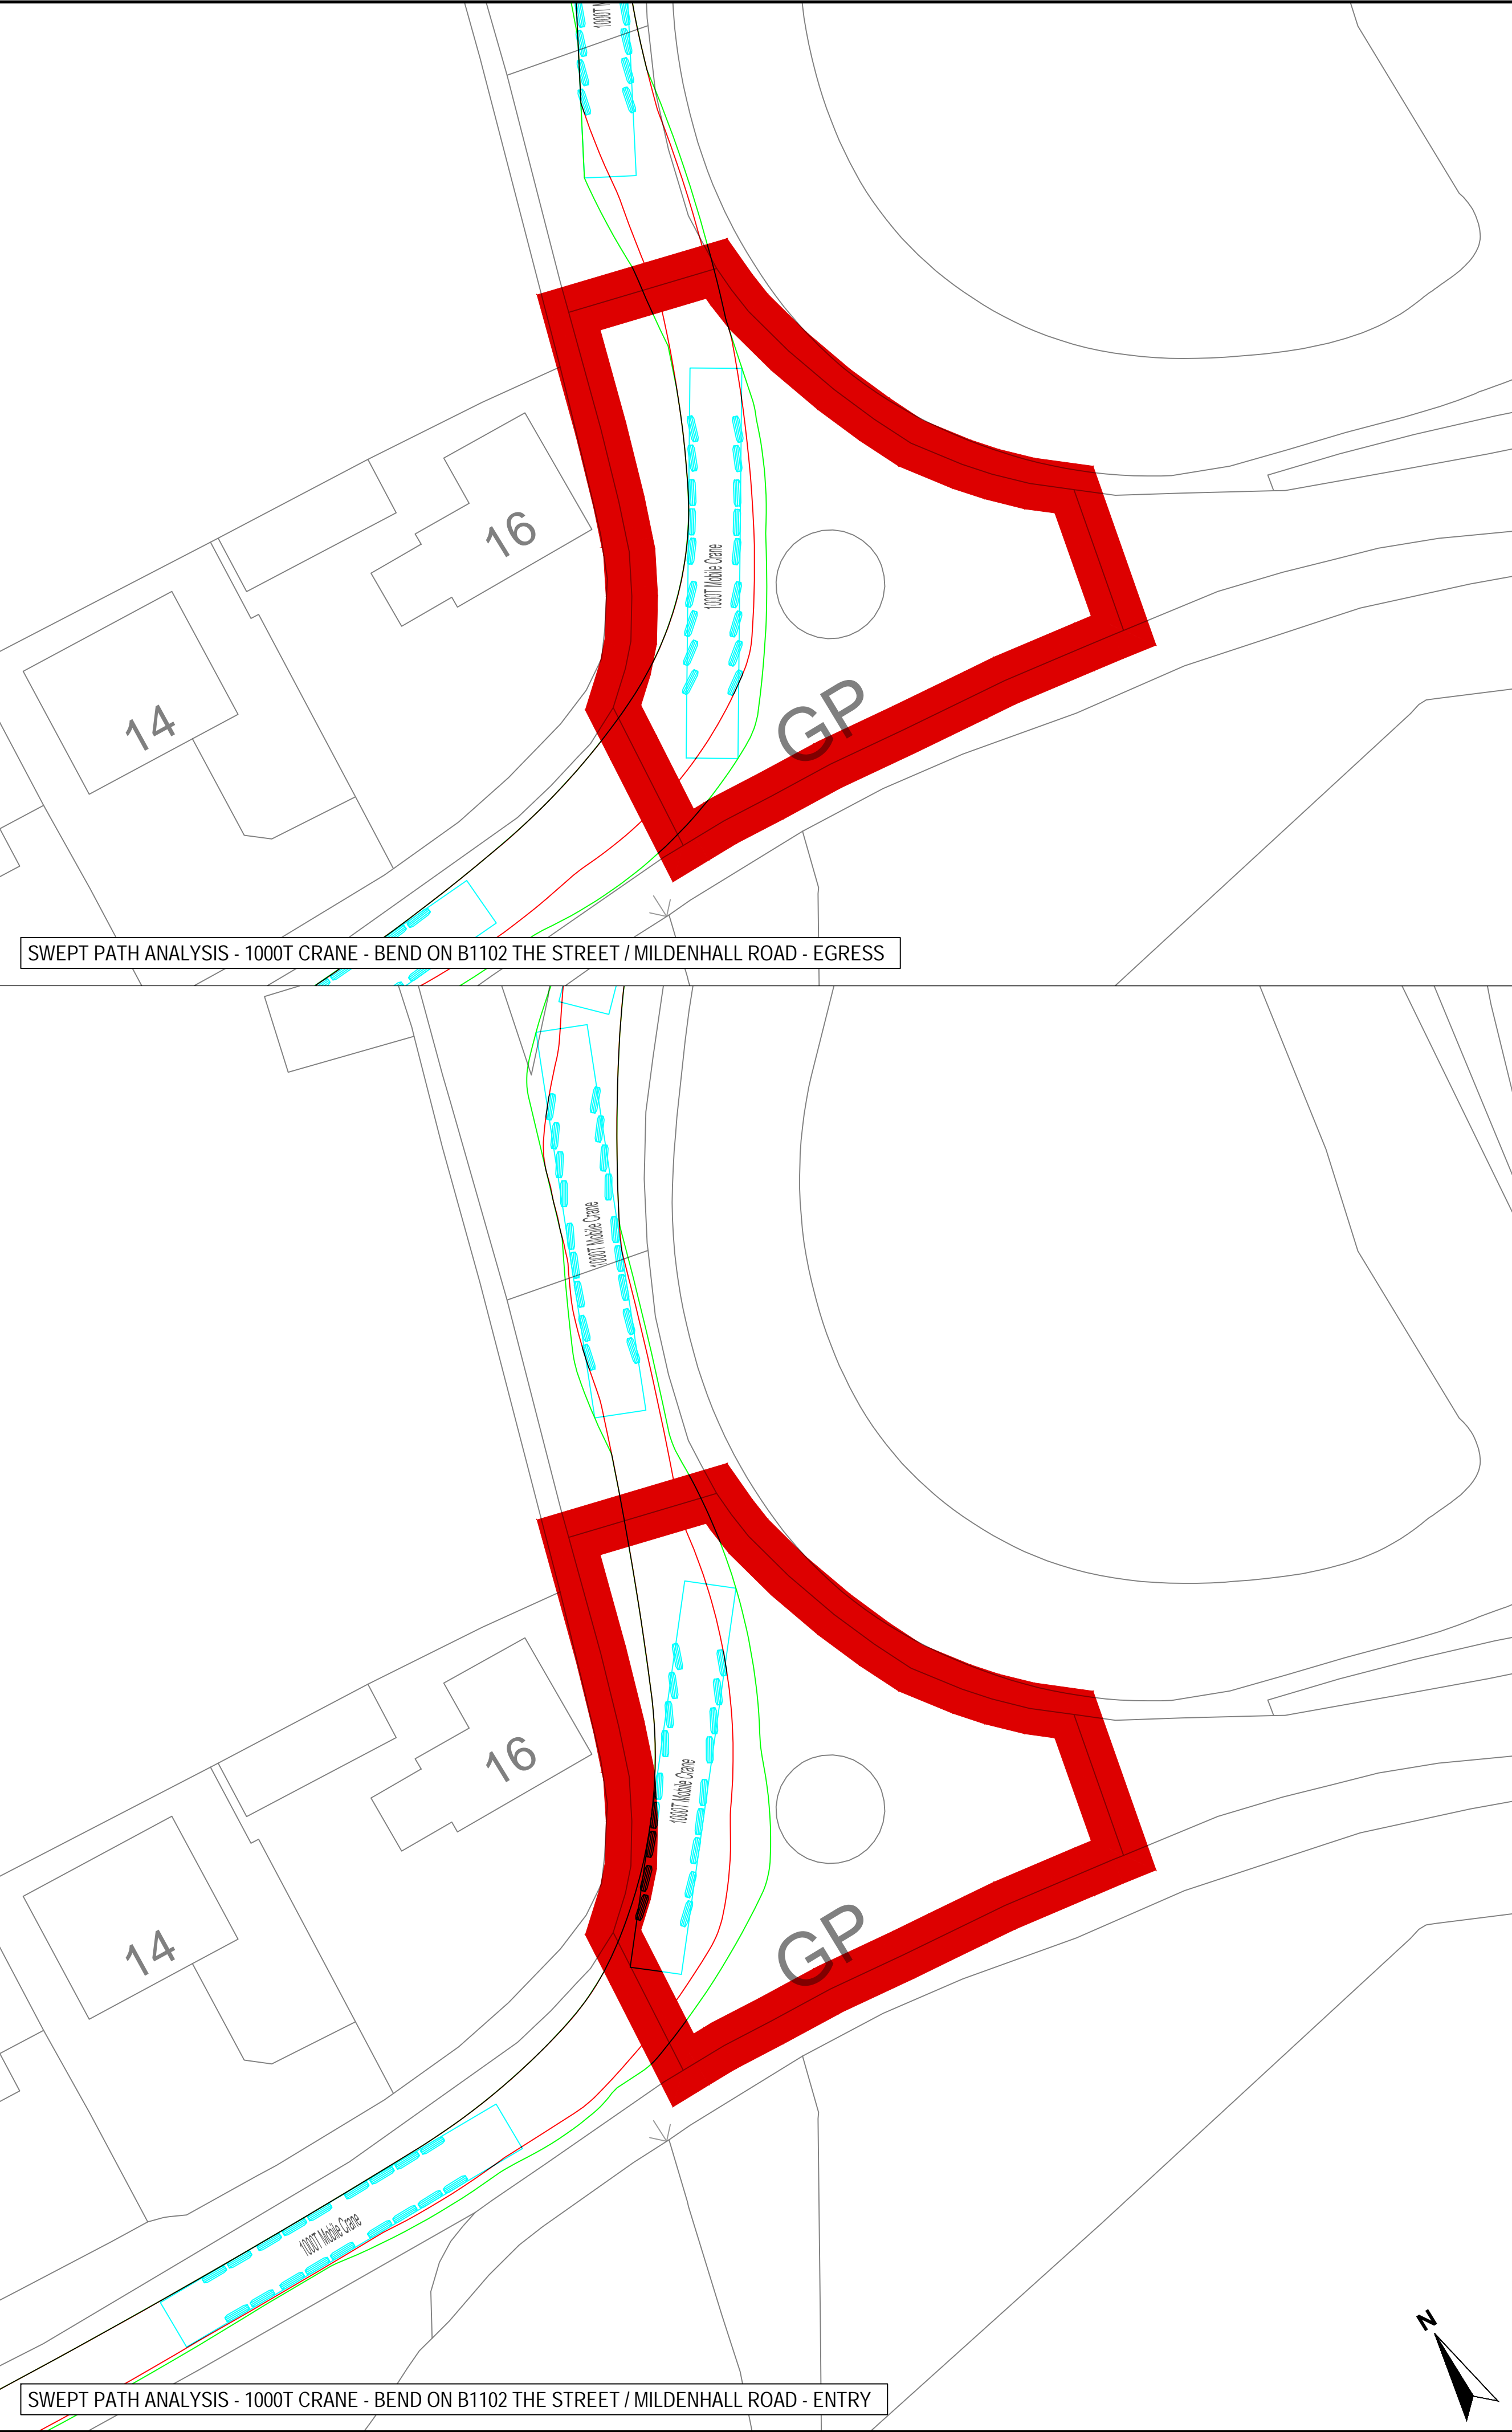 1000T M
16
1000T Mobile Crane
14
GP
SWEPT PATH ANALYSIS - 1000T CRANE - BEND ON B1102 THE STREET / MILDENHALL ROAD - EGRESS
1000T Mobile Crane
16
1000T Mobile Crane
14
GP
1000T Mobile Crane
N
SWEPT PATH ANALYSIS - 1000T CRANE - BEND ON B1102 THE STREET / MILDENHALL ROAD - ENTRY